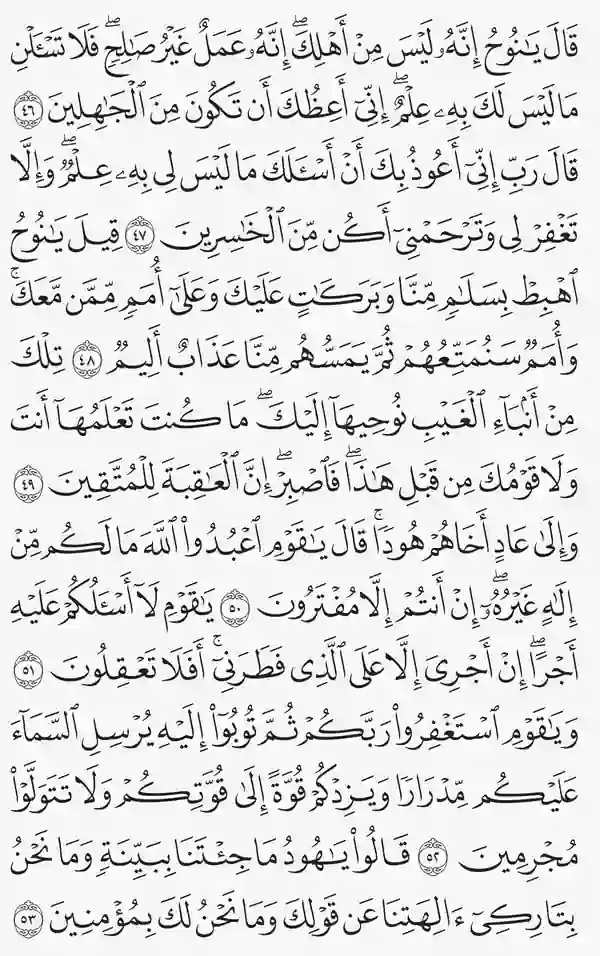 قَالَ يَٰنُوحُ إِنَّهُۥ لَيْسَ مِنْ أَهْلِكَۖ إِنَّهُۥ عَمَلٌ غَيْرُ صَٰلِحٖۖ فَلَا تَسْـَٔلْنِ
مَا لَيْسَ لَكَ بِهِۦ عِلْمٌۖ إِنِّيٓ أَعِظُكَ أَن تَكُونَ مِنَ ٱلْجَٰهِلِينَ ٤٦
قَالَ رَبِّ إِنِّيٓ أَعُوذُ بِكَ أَنْ أَسْـَٔلَكَ مَا لَيْسَ لِي بِهِۦ عِلْمٌۖ وَإِلَّا
تَغْفِرْ لِي وَتَرْحَمْنِيٓ أَكُن مِّنَ ٱلْخَٰسِرِينَ ٤٧ قِيلَ يَٰنُوحُ
ٱهْبِطْ بِسَلَٰمٖ مِّنَّا وَبَرَكَٰتٍ عَلَيْكَ وَعَلَىٰٓ أُمَمٖ مِّمَّن مَّعَكَۚ
وَأُمَمٞ سَنُمَتِّعُهُمْ ثُمَّ يَمَسُّهُم مِّنَّا عَذَابٌ أَلِيمٞ ٤٨ تِلْكَ
مِنْ أَنۢبَآءِ ٱلْغَيْبِ نُوحِيهَآ إِلَيْكَۖ مَا كُنتَ تَعْلَمُهَآ أَنتَ
وَلَا قَوْمُكَ مِن قَبْلِ هَٰذَاۖ فَٱصْبِرْۖ إِنَّ ٱلْعَٰقِبَةَ لِلْمُتَّقِينَ ٤٩
وَإِلَىٰ عَادٍ أَخَاهُمْ هُودٗاۚ قَالَ يَٰقَوْمِ ٱعْبُدُوا۟ ٱللَّهَ مَا لَكُم مِّنْ
إِلَٰهٍ غَيْرُهُۥٓۖ إِنْ أَنتُمْ إِلَّا مُفْتَرُونَ ٥٠ يَٰقَوْمِ لَآ أَسْـَٔلُكُمْ عَلَيْهِ
أَجْرًاۖ إِنْ أَجْرِيَ إِلَّا عَلَى ٱلَّذِي فَطَرَنِيٓۚ أَفَلَا تَعْقِلُونَ ٥١
وَيَٰقَوْمِ ٱسْتَغْفِرُوا۟ رَبَّكُمْ ثُمَّ تُوبُوٓا۟ إِلَيْهِ يُرْسِلِ ٱلسَّمَآءَ
عَلَيْكُم مِّدْرَارٗا وَيَزِدْكُمْ قُوَّةً إِلَىٰ قُوَّتِكُمْ وَلَا تَتَوَلَّوْا۟
مُجْرِمِينَ ٥٢ قَالُوا۟ يَٰهُودُ مَا جِئْتَنَا بِبَيِّنَةٖ وَمَا نَحْنُ
بِتَارِكِيٓ ءَالِهَتِنَا عَن قَوْلِكَ وَمَا نَحْنُ لَكَ بِمُؤْمِنِينَ ٥٣